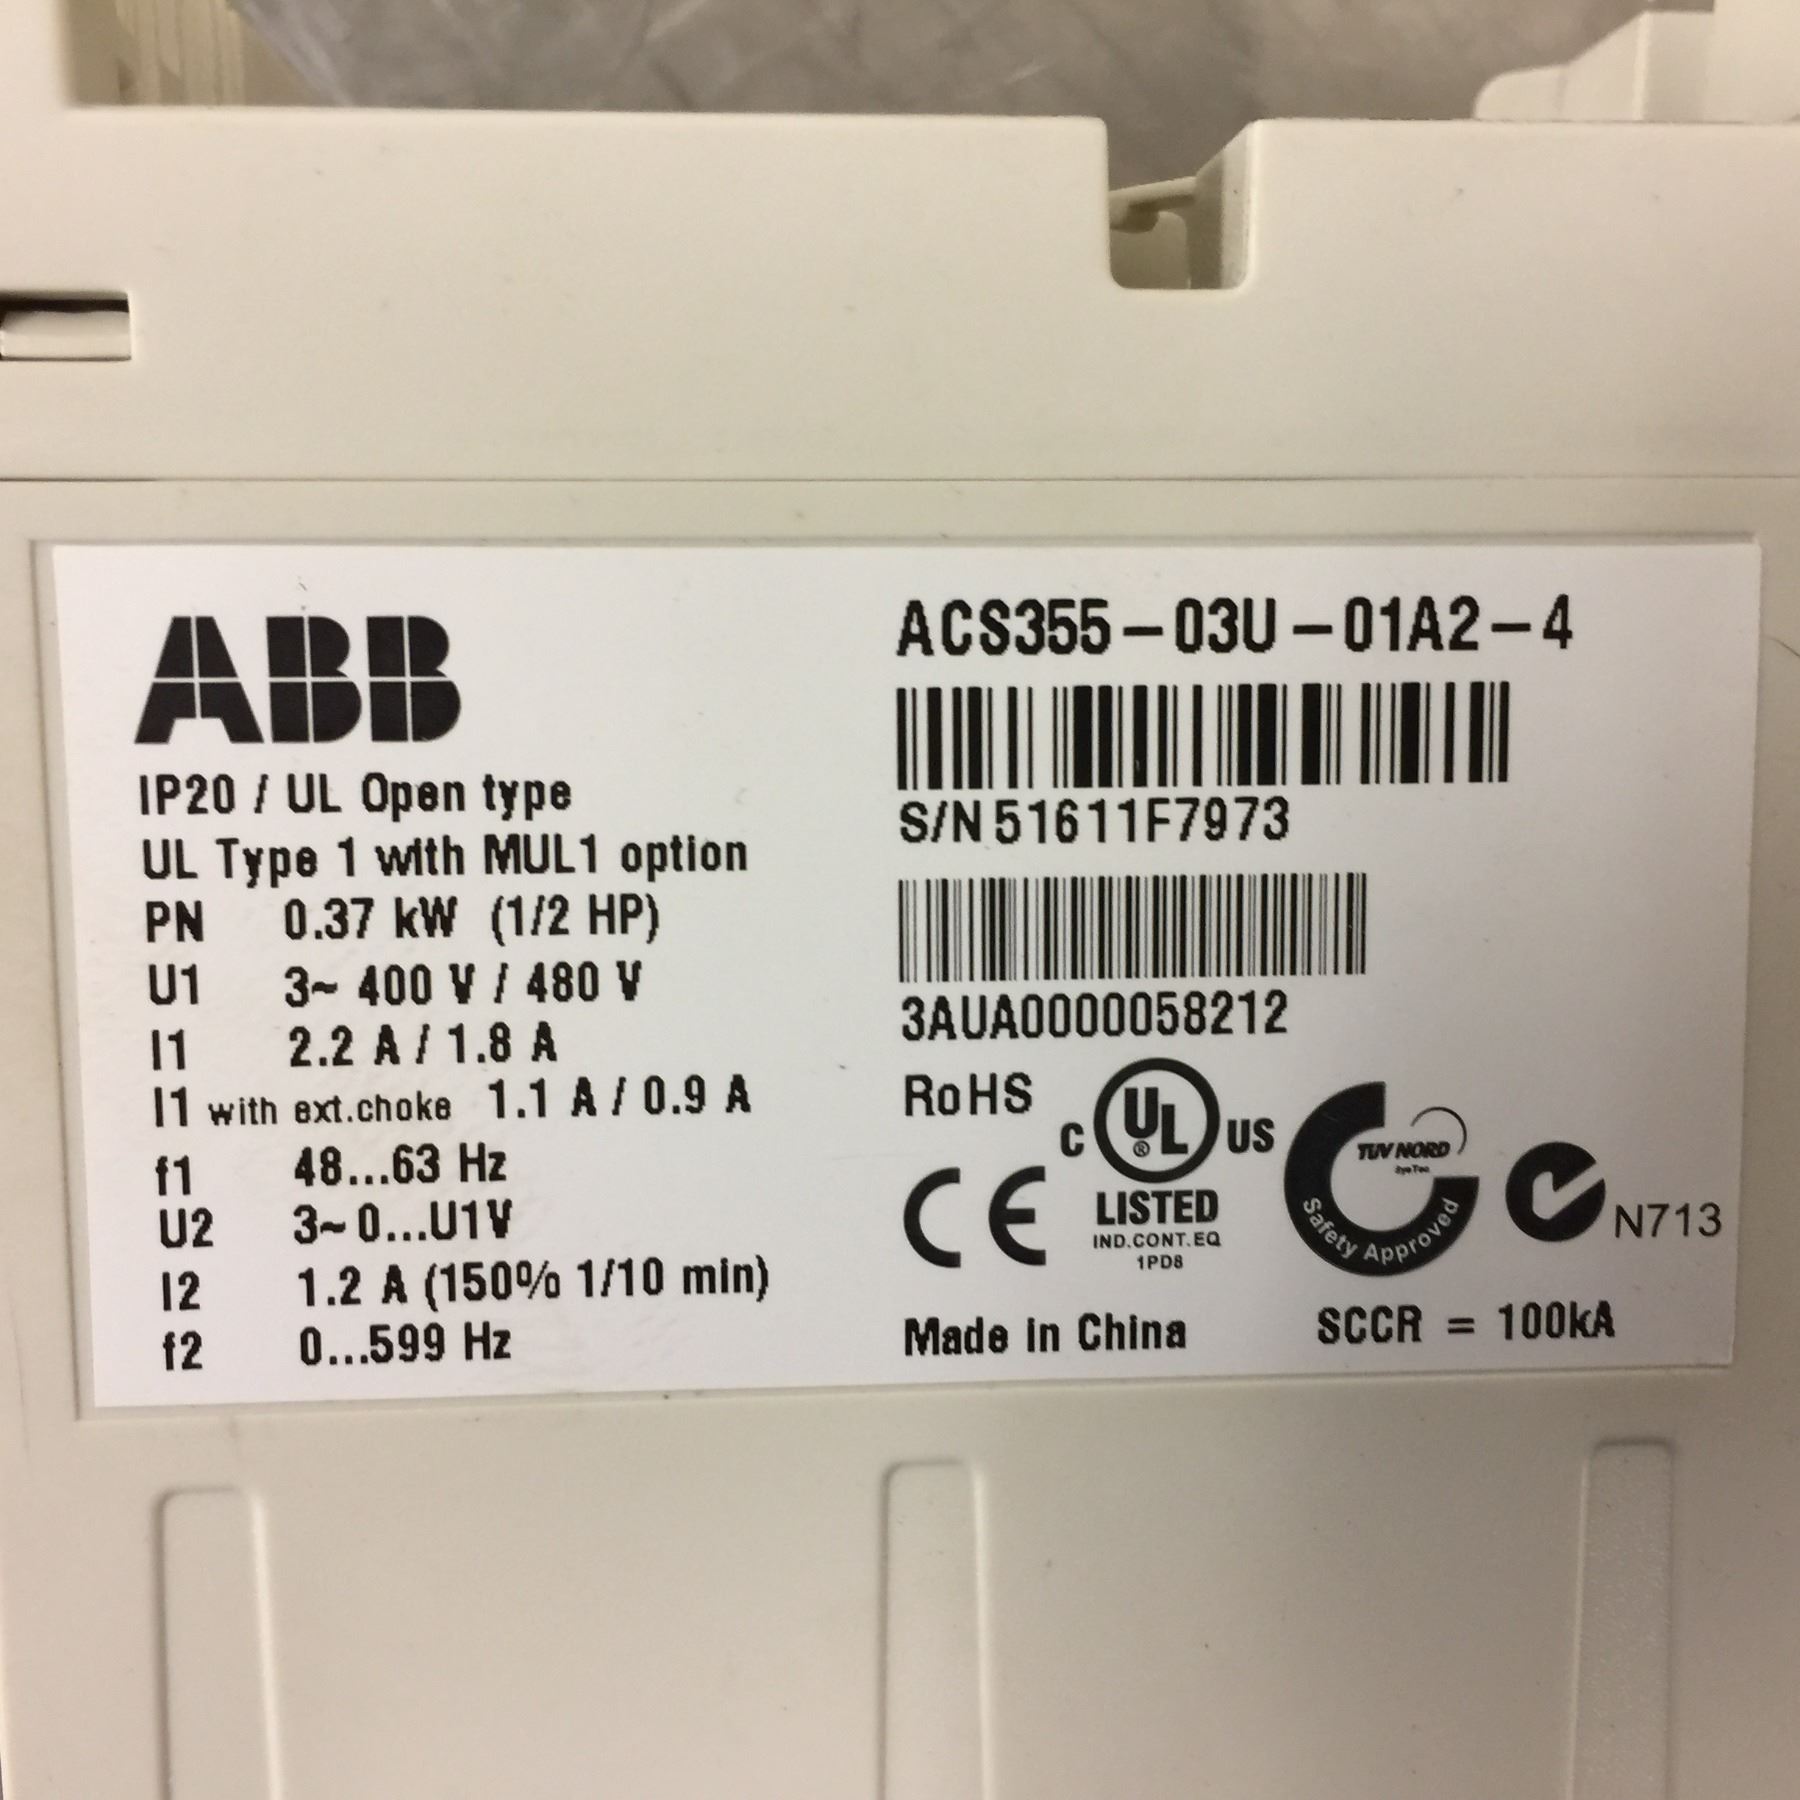 ABB
IP20 / UL Open type
UL Type 1 with MUL1 option
PN 0.37 kW (1/2 HP)
U1 3~ 400 V / 480 V
I1 2.2 A / 1.8 A
I1 with ext.choke 1.1 A / 0.9 A
f1 48...63 Hz
U2 3~ 0...U1V
I2 1.2 A (150% 1/10 min)
f2 0...599 Hz
ACS355-03U-01A2-4
S/N 51611F7973
3AUA0000058212
RoHS
CE
C UL ® US
LISTED
IND.CONT.EQ
1PD8
TUV NORD
SysTec
Safety Approved
N713
Made in China
SCCR = 100kA